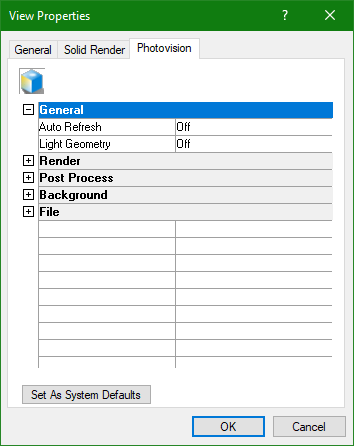 View Properties
?
General Solid Render Photovision
General
Auto Refresh Off
Light Geometry Off
Render
Post Process
Background
File
Set As System Defaults
OK Cancel